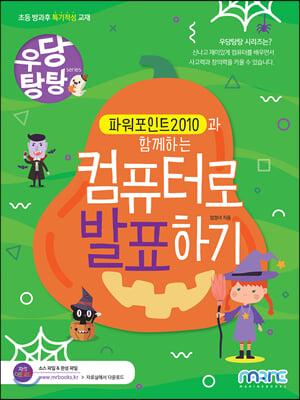 초등 방과후 특기적성 교재
우당
탕탕
series
우당탕탕 시리즈는?
신나고 재미있게 컴퓨터를 배우면서
사고력과 창의력을 키울 수 있습니다.
파워포인트2010과
함께하는
컴퓨터로
발표하기
지음
소스 파일 & 완성 파일
www.mrbooks.kr > 자료실에서 다운로드
MARNE
MARINEBOOKS